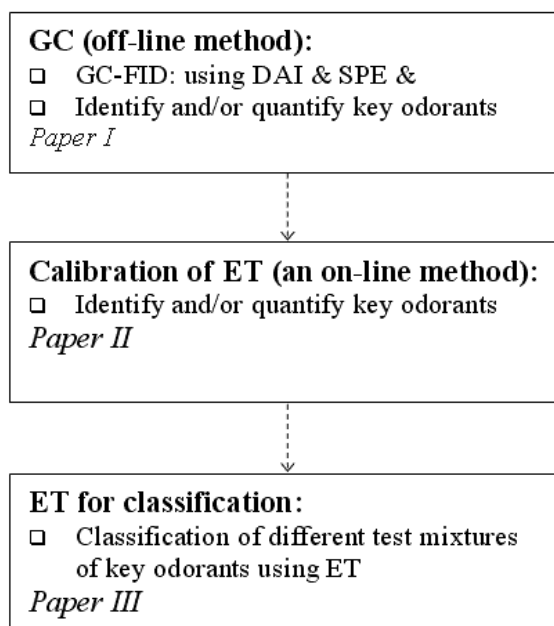 GC (off-line method):
❑ GC-FID: using DAI & SPE &
❑ Identify and/or quantify key odorants
Paper I
Calibration of ET (an on-line method):
❑ Identify and/or quantify key odorants
Paper II
ET for classification:
❑ Classification of different test mixtures
of key odorants using ET
Paper III